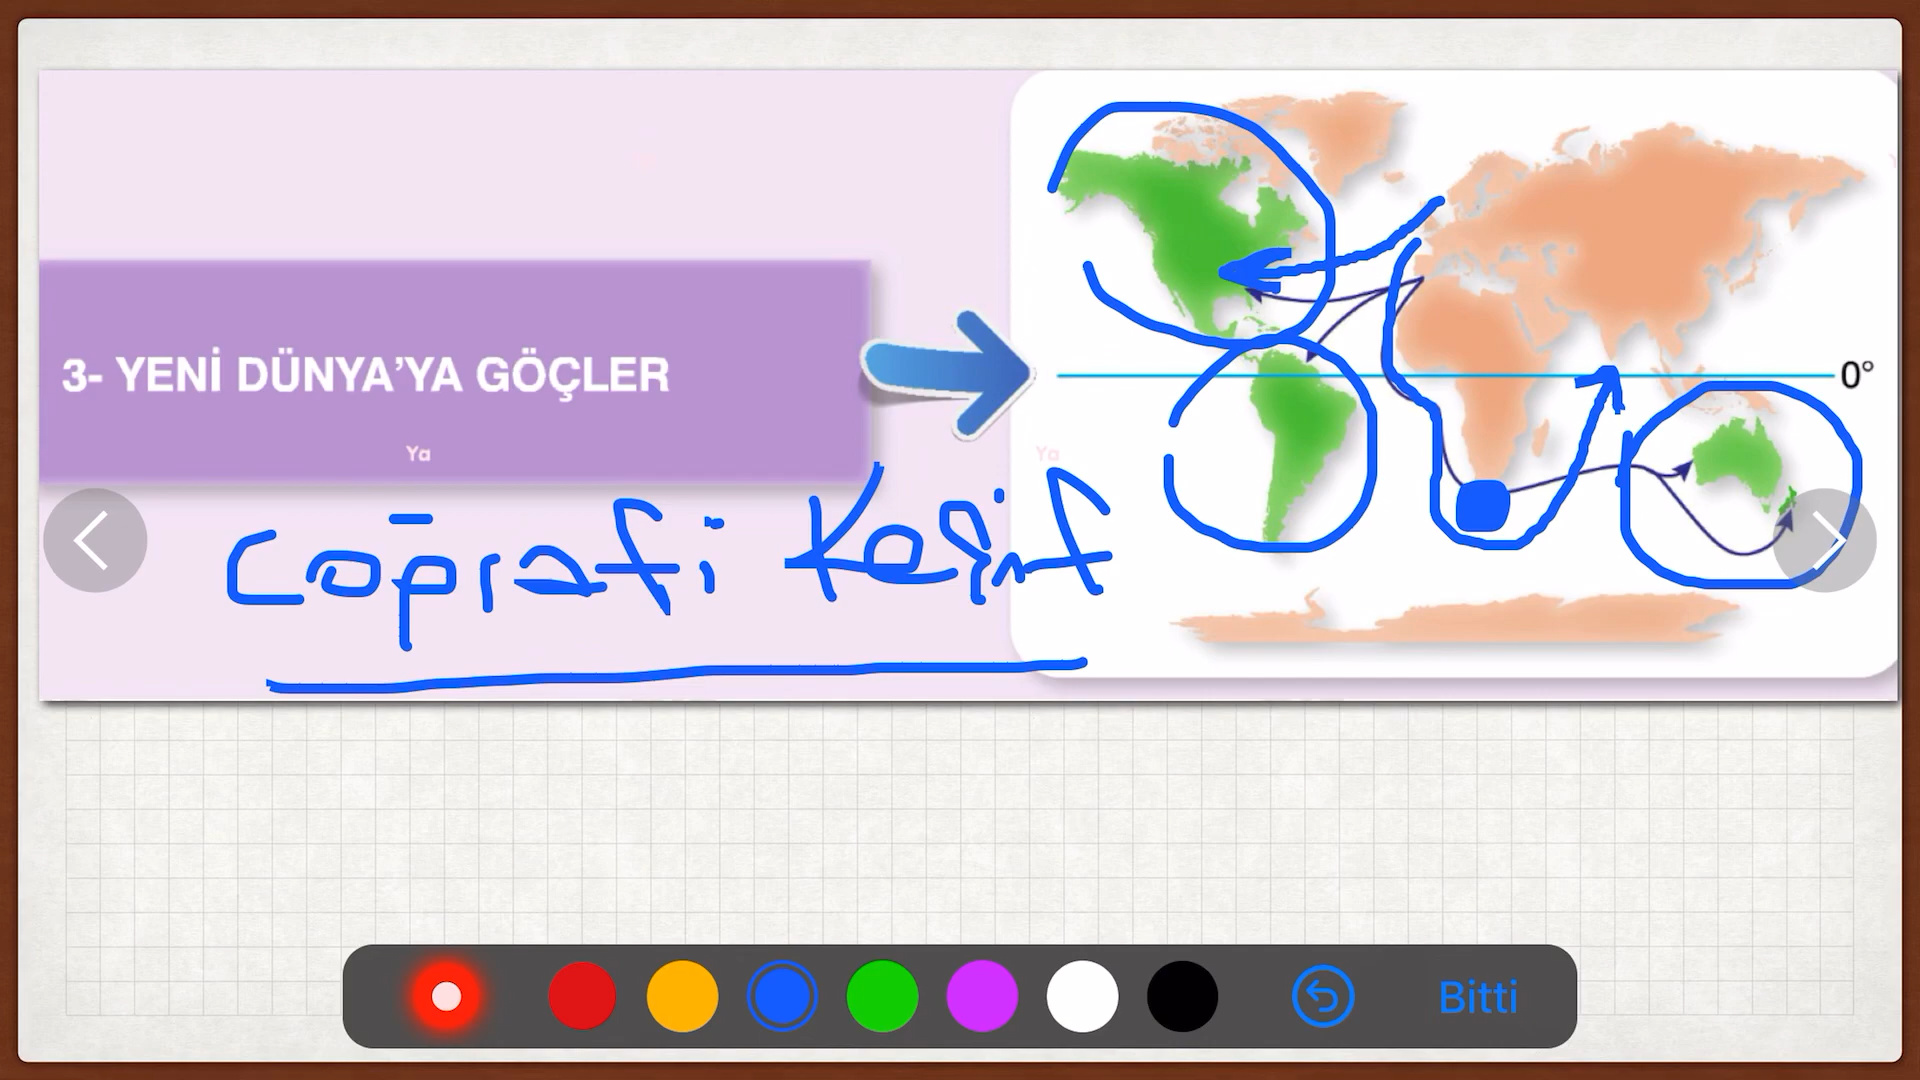 3- YENİ DÜNYA'YA GÖÇLER
0°
Ya
Ya
Coğrafi Keşif
Bitti